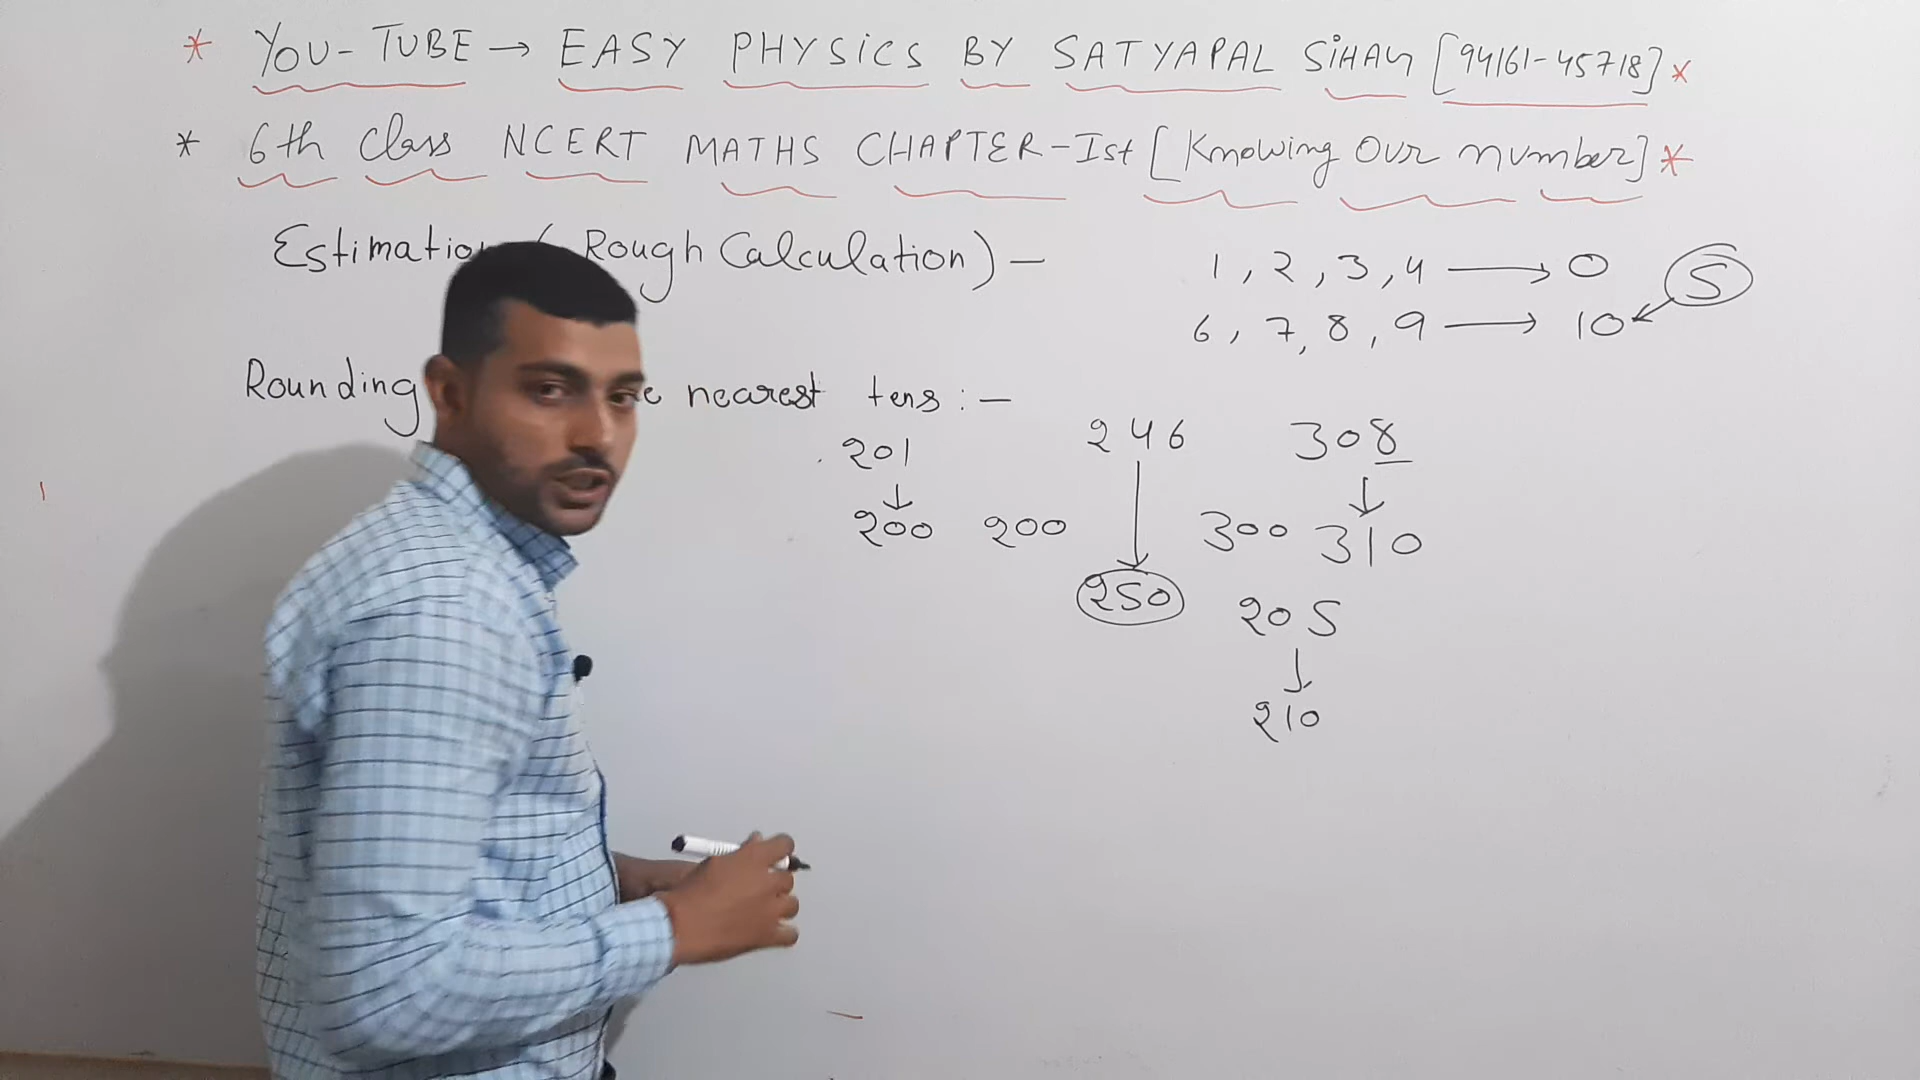 * YOU-TUBE → EASY PHYSICS BY SATYAPAL SIHAG [94161-45718] *
* 6th Class NCERT MATHS CHAPTER-Ist [Knowing Our number] *
Estimation ( Rough Calculation) —
1, 2, 3, 4 → 0 5
6, 7, 8, 9 → 10 ←
Rounding nearest tens :—
201 246 308
↓ ↓ ↓
200 200 300 310
250 205
↓
210